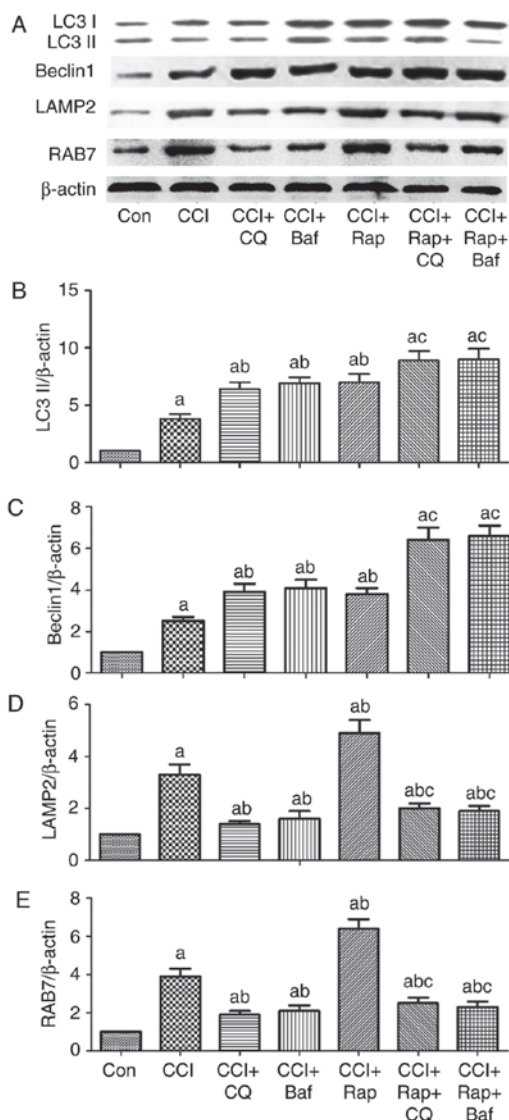 A
LC3 I
LC3 II
Beclin1
LAMP2
RAB7
β-actin
Con CCI CCI+ CCI+ CCI+ CCI+ CCI+
CQ Baf Rap Rap+ Rap+
CQ Baf
B
LC3 II/β-actin
15
10
5
0
a
ab
ab
ab
ac
ac
C
Beclin1/β-actin
8
6
4
2
0
a
ab
ab
ab
ac
ac
D
LAMP2/β-actin
6
4
2
0
a
ab
ab
ab
abc
abc
E
RAB7/β-actin
8
6
4
2
0
a
ab
ab
ab
abc
abc
Con CCI CCI+ CCI+ CCI+ CCI+ CCI+
CQ Baf Rap Rap+ Rap+
CQ Baf